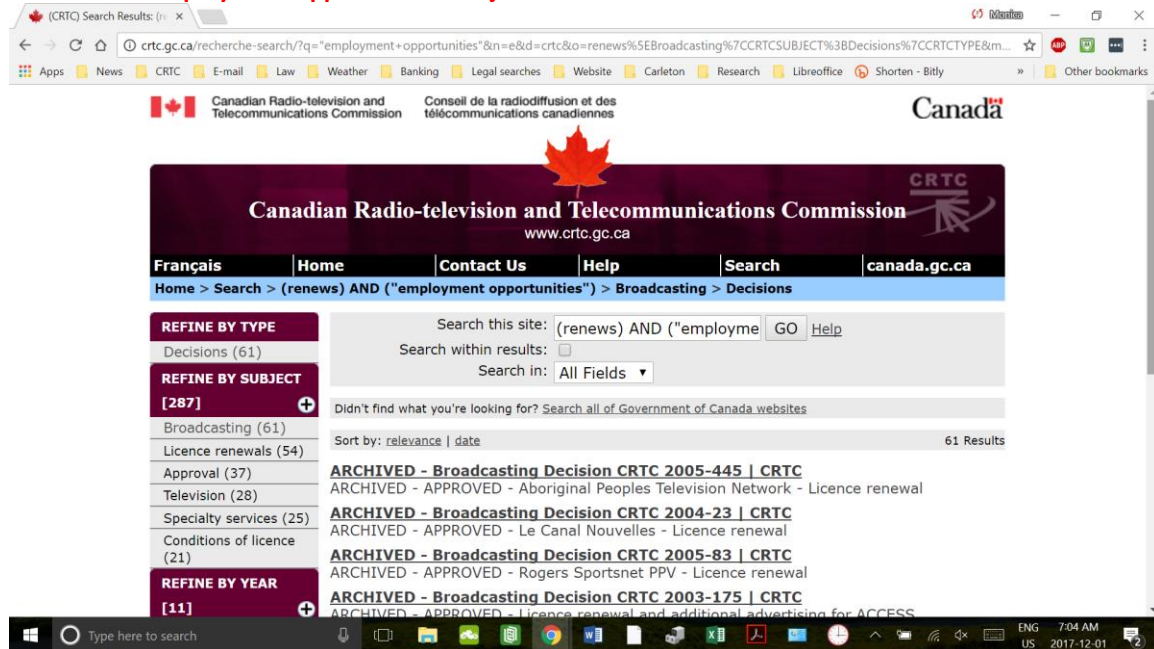 (CRTC) Search Results: (r
crtc.gc.ca/recherche-search/?q="employment+opportunities"&n=e&d=crtc&o=renews%5EBroadcasting%7CCRTCSUBJECT%3BDecisions%7CCRTCTYPE&m...
Apps News CRTC E-mail Law Weather Banking Legal searches Website Carleton Research Libreoffice Shorten - Bitly » Other bookmarks
Canadian Radio-television and Conseil de la radiodiffusion et des
Telecommunications Commission télécommunications canadiennes
Canada
CRTC
Canadian Radio-television and Telecommunications Commission
www.crtc.gc.ca
Français Home Contact Us Help Search canada.gc.ca
Home > Search > (renews) AND ("employment opportunities") > Broadcasting > Decisions
REFINE BY TYPE
Decisions (61)
REFINE BY SUBJECT
[287]
Broadcasting (61)
Licence renewals (54)
Approval (37)
Television (28)
Specialty services (25)
Conditions of licence
(21)
REFINE BY YEAR
[11]
Search this site: (renews) AND ("employme GO Help
Search within results:
Search in: All Fields
Didn't find what you're looking for? Search all of Government of Canada websites
Sort by: relevance | date 61 Results
ARCHIVED - Broadcasting Decision CRTC 2005-445 | CRTC
ARCHIVED - APPROVED - Aboriginal Peoples Television Network - Licence renewal
ARCHIVED - Broadcasting Decision CRTC 2004-23 | CRTC
ARCHIVED - APPROVED - Le Canal Nouvelles - Licence renewal
ARCHIVED - Broadcasting Decision CRTC 2005-83 | CRTC
ARCHIVED - APPROVED - Rogers Sportsnet PPV - Licence renewal
ARCHIVED - Broadcasting Decision CRTC 2003-175 | CRTC
ARCHIVED - APPROVED - Licence renewal and additional advertising for ACCESS
Type here to search
ENG 7:04 AM
US 2017-12-01